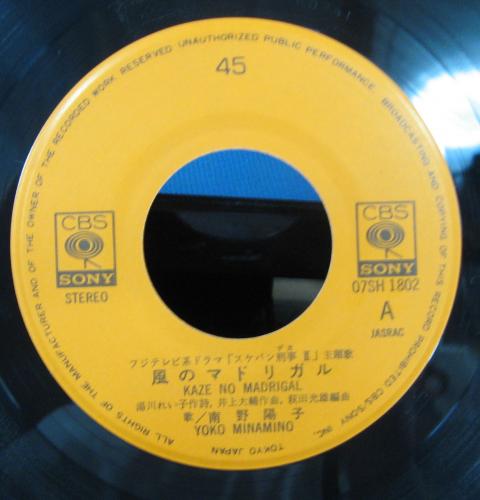 ALL RIGHTS OF THE MANUFACTURER AND OF THE OWNER OF THE RECORDED WORK RESERVED UNAUTHORIZED PUBLIC PERFORMANCE, BROADCASTING AND COPYING OF THIS RECORD PROHIBITED CBS/SONY INC.
TOKYO JAPAN
45
CBS
SONY
STEREO
CBS
SONY
07SH 1802
A
JASRAC
フジテレビ系ドラマ「スケバン刑事 II」主題歌
デカ
風のマドリガル
KAZE NO MADRIGAL
湯川れい子作詩, 井上大輔作曲, 萩田光雄編曲
歌/南野陽子
YOKO MINAMINO